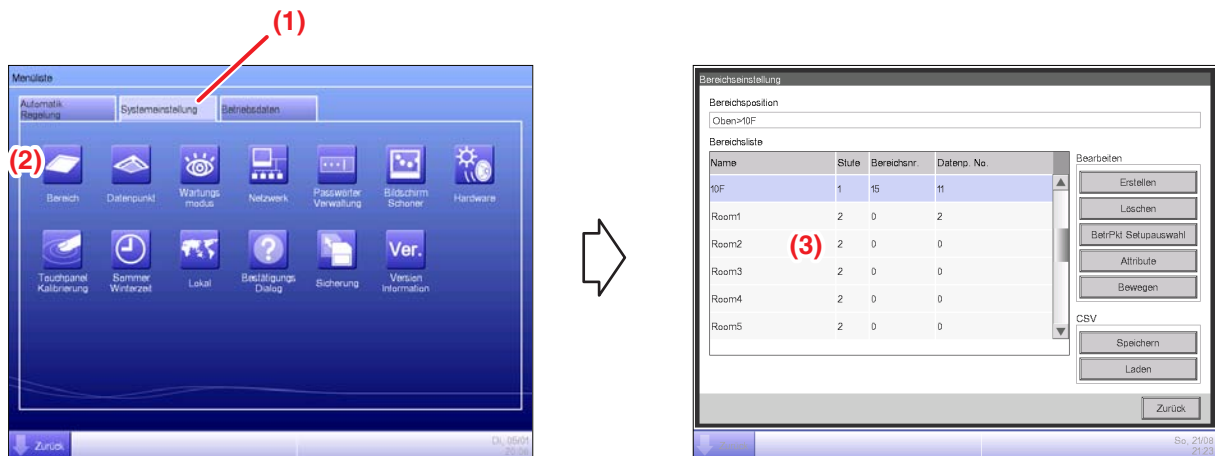 (1)
Menüliste
Automatik
Regelung
Systemeinstellung
Betriebsdaten
(2)
Bereich
Datenpunkt
Wartungs
modus
Netzwerk
Passwörter
Verwaltung
Bildschirm
Schoner
Hardware
Touchpanel
Kalibrierung
Sommer
Winterzeit
Lokal
Bestätigungs
Dialog
Sicherung
Ver.
Version
Information
Zurück
Di, 05/01
Bereichseinstellung
Bereichsposition
Oben>10F
Bereichsliste
Name Stufe Bereichsnr. Datenp. No.
10F 1 15 11
Room1 2 0 2
Room2 2 0 0
(3)
Room3 2 0 0
Room4 2 0 0
Room5 2 0 0
Bearbeiten
Erstellen
Löschen
BetrPkt Setupauswahl
Attribute
Bewegen
CSV
Speichern
Laden
Zurück
So, 21/08
21:23